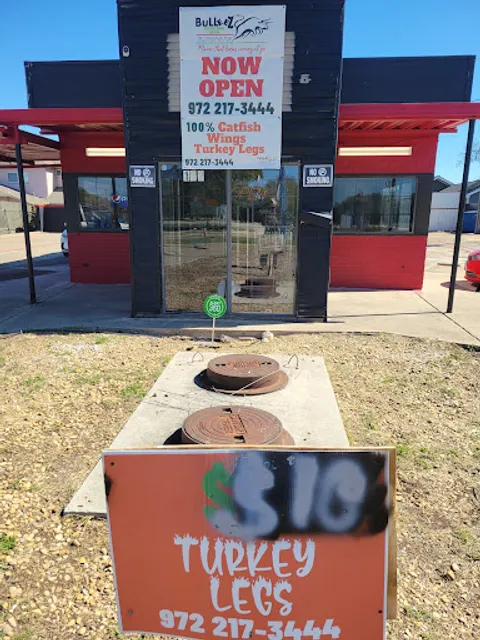 BullseZ
NOW
OPEN
972 217-3444
100% Catfish
Wings
Turkey Legs
972 217-3444
NO
SMOKING
NO
SMOKING
$10
TURKEY
LEGS
972 217-3444